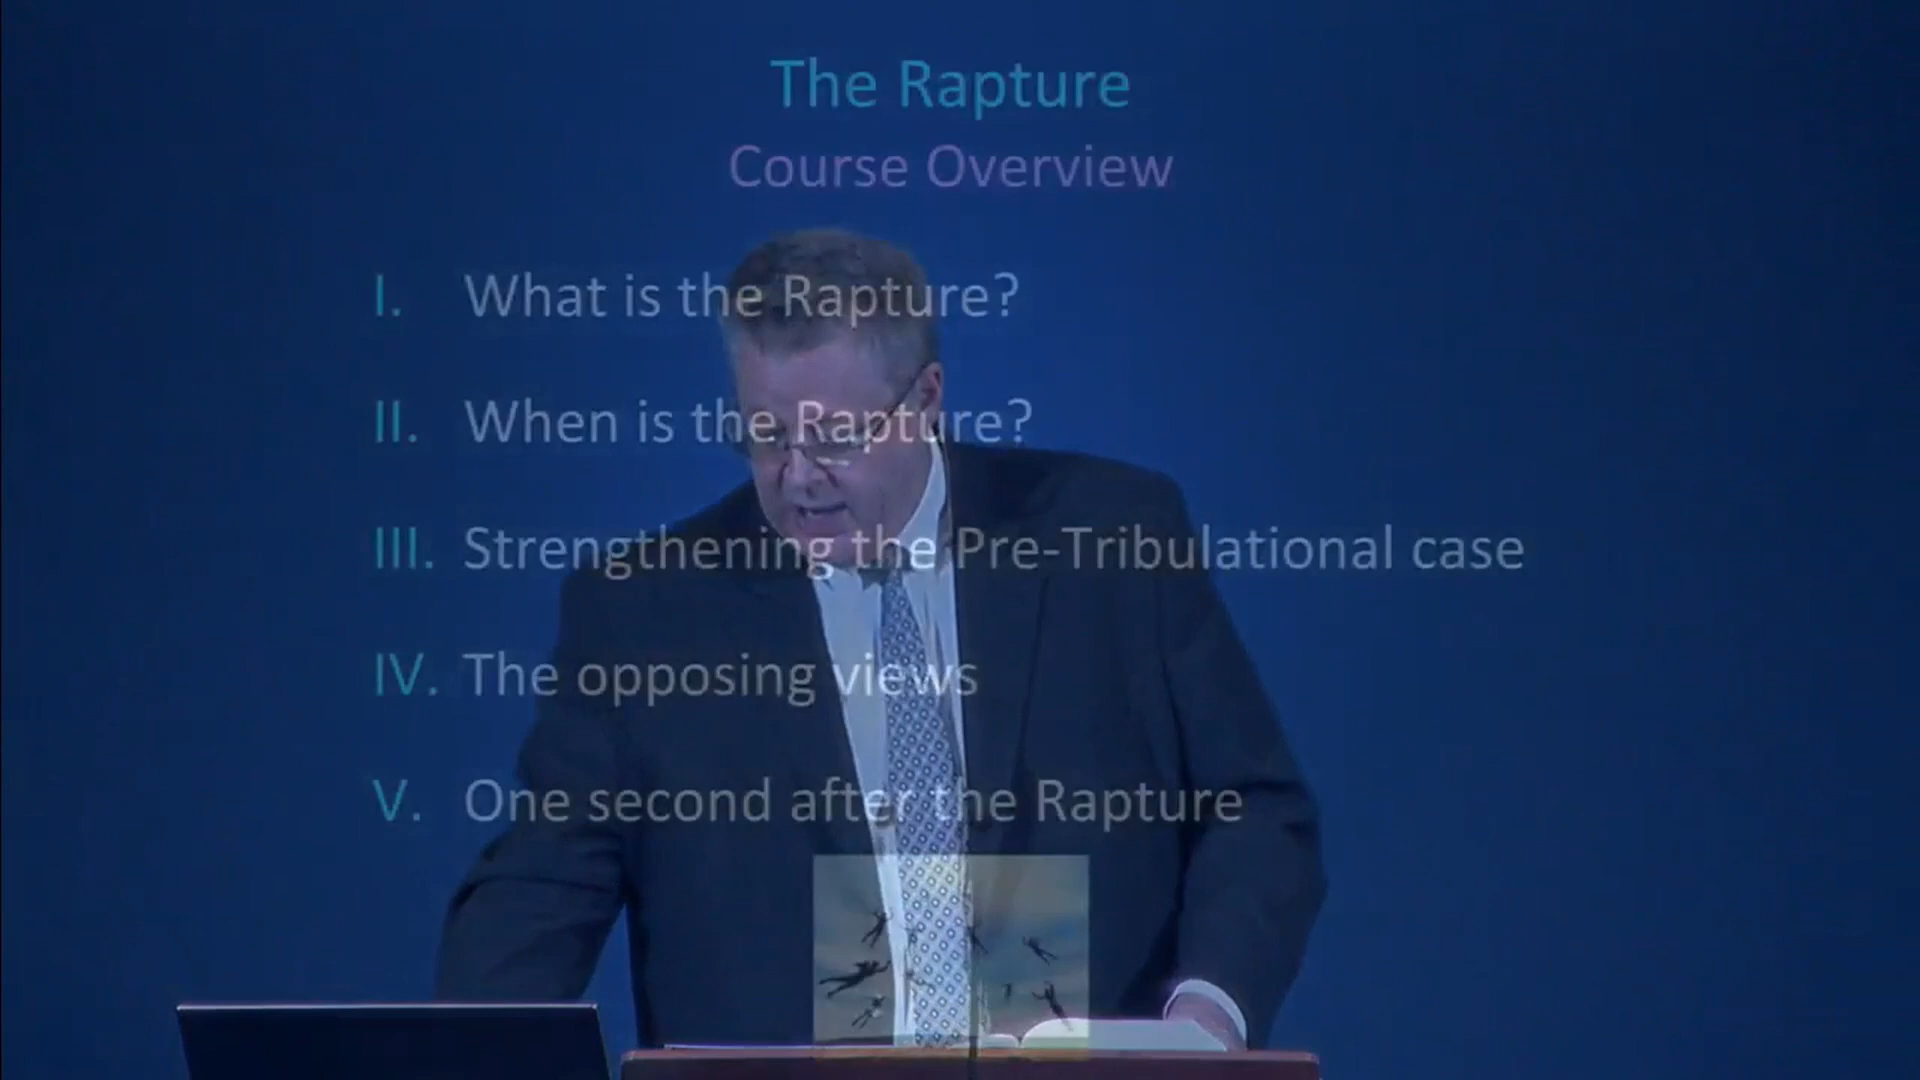 The Rapture
Course Overview
I. What is the Rapture?
II. When is the Rapture?
III. Strengthening the Pre-Tribulational case
IV. The opposing views
V. One second after the Rapture